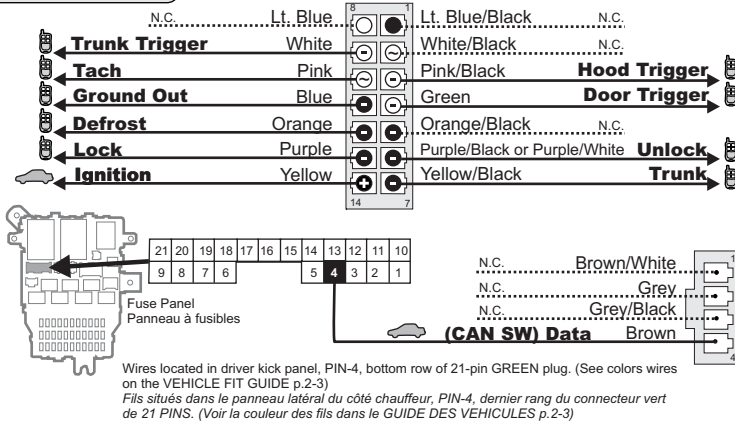 8 1
N.C. Lt. Blue Lt. Blue/Black N.C.
Trunk Trigger White White/Black N.C.
Tach Pink Pink/Black Hood Trigger
Ground Out Blue Green Door Trigger
Defrost Orange Orange/Black N.C.
Lock Purple Purple/Black or Purple/White Unlock
Ignition Yellow Yellow/Black Trunk
14 7
21 20 19 18 17 16 15 14 13 12 11 10
9 8 7 6 5 4 3 2 1
Fuse Panel
Panneau à fusibles
N.C. Brown/White 1
N.C. Grey
N.C. Grey/Black
(CAN SW) Data Brown 4
Wires located in driver kick panel, PIN-4, bottom row of 21-pin GREEN plug. (See colors wires
on the VEHICLE FIT GUIDE p.2-3)
Fils situés dans le panneau latéral du côté chauffeur, PIN-4, dernier rang du connecteur vert
de 21 PINS. (Voir la couleur des fils dans le GUIDE DES VEHICULES p.2-3)